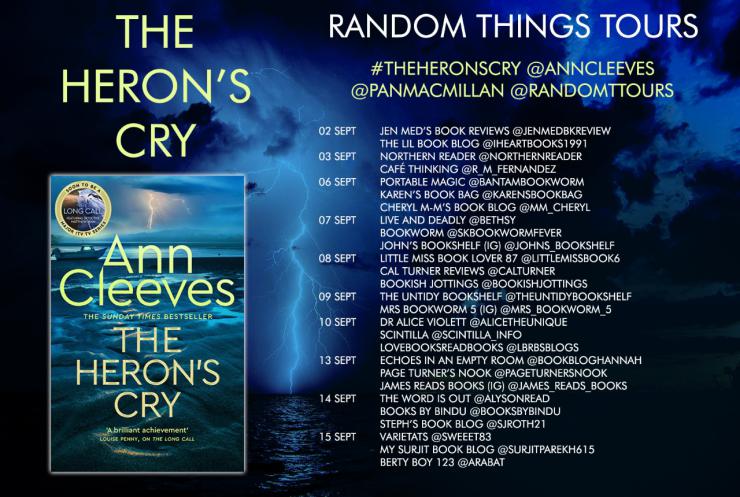 THE
HERON'S
CRY
RANDOM THINGS TOURS
#THEHERONSCRY @ANNCLEEVES
@PANMACMILLAN @RANDOMTTOURS
02 SEPT JEN MED'S BOOK REVIEWS @JENMEDBKREVIEW
THE LIL BOOK BLOG @IHEARTBOOKS1991
03 SEPT NORTHERN READER @NORTHERNREADER
CAFÉ THINKING @R_M_FERNANDEZ
06 SEPT PORTABLE MAGIC @BANTAMBOOKWORM
KAREN'S BOOK BAG @KARENSBOOKBAG
CHERYL M-M'S BOOK BLOG @MM_CHERYL
07 SEPT LIVE AND DEADLY @BETHSY
BOOKWORM @SKBOOKWORMFEVER
JOHN'S BOOKSHELF (IG) @JOHNS_BOOKSHELF
08 SEPT LITTLE MISS BOOK LOVER 87 @LITTLEMISSBOOK6
CAL TURNER REVIEWS @CALTURNER
BOOKISH JOTTINGS @BOOKISHJOTTINGS
09 SEPT THE UNTIDY BOOKSHELF @THEUNTIDYBOOKSHELF
MRS BOOKWORM 5 (IG) @MRS_BOOKWORM_5
10 SEPT DR ALICE VIOLETT @ALICETHEUNIQUE
SCINTILLA @SCINTILLA_INFO
LOVEBOOKSREADBOOKS @LBRBSBLOGS
13 SEPT ECHOES IN AN EMPTY ROOM @BOOKBLOGHANNAH
PAGE TURNER'S NOOK @PAGETURNERSNOOK
JAMES READS BOOKS (IG) @JAMES_READS_BOOKS
14 SEPT THE WORD IS OUT @ALYSONREAD
BOOKS BY BINDU @BOOKSBYBINDU
STEPH'S BOOK BLOG @SJROTH21
15 SEPT VARIETATS @SWEEET83
MY SURJIT BOOK BLOG @SURJITPAREKH615
BERTY BOY 123 @ARABAT
SOON TO BE A
LONG CALL
MAJOR ITV TV SERIES
Ann
Cleeves
THE SUNDAY TIMES BESTSELLER
THE
HERON'S
CRY
'A brilliant achievement'
LOUISE PENNY, ON THE LONG CALL